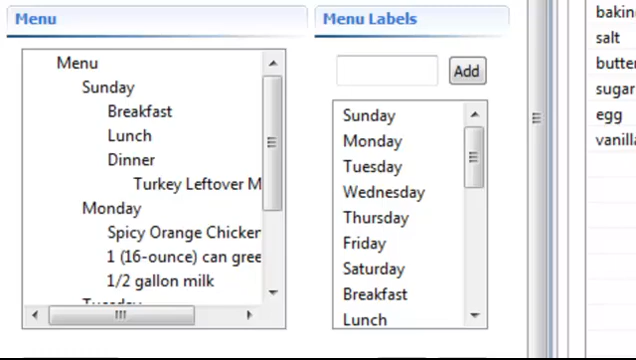 Menu
Menu
Sunday
Breakfast
Lunch
Dinner
Turkey Leftover M
Monday
Spicy Orange Chicken
1 (16-ounce) can gree
1/2 gallon milk
Tuesday
Menu Labels
Add
Sunday
Monday
Tuesday
Wednesday
Thursday
Friday
Saturday
Breakfast
Lunch
bakin
salt
butter
sugar
egg
vanilla